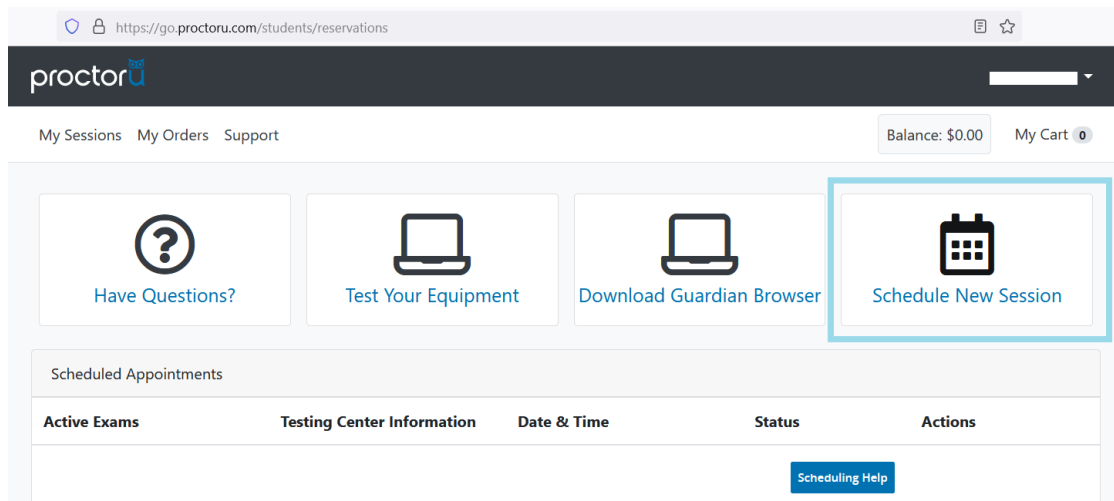 https://go.proctoru.com/students/reservations
proctoru
My Sessions My Orders Support Balance: $0.00 My Cart 0
Have Questions? Test Your Equipment Download Guardian Browser Schedule New Session
Scheduled Appointments
Active Exams Testing Center Information Date & Time Status Actions
Scheduling Help